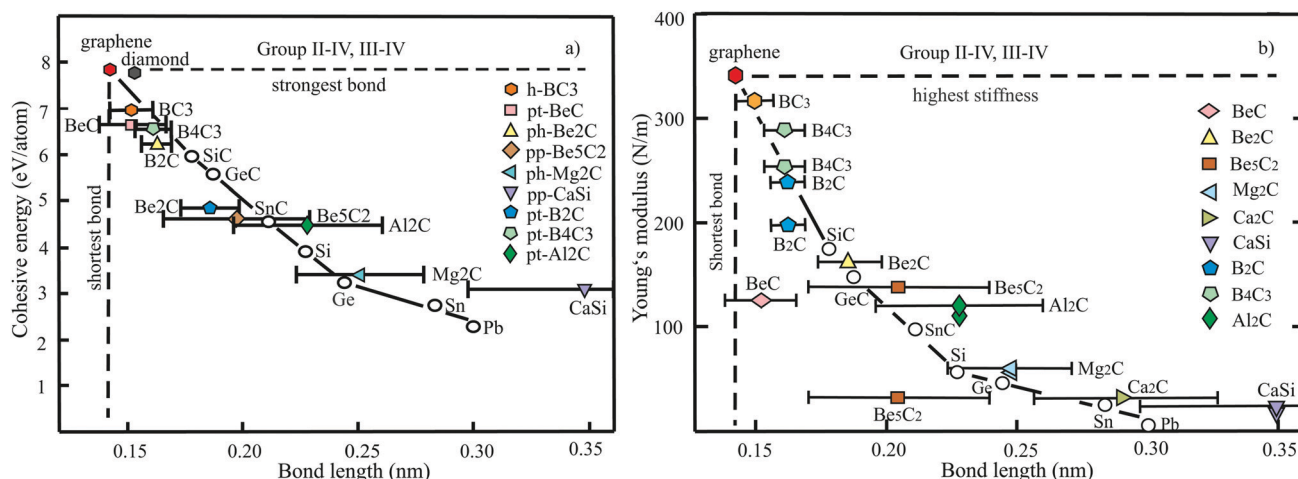 8
7
6
5
4
3
2
1
Cohesive energy (eV/atom)
graphene
diamond
Group II-IV, III-IV
a)
strongest bond
shortest bond
BC3
BeC
B4C3
B2C
SiC
GeC
Be2C
SnC
Be5C2
Al2C
Si
Mg2C
Ge
Sn
Pb
CaSi
h-BC3
pt-BeC
ph-Be2C
pp-Be5C2
ph-Mg2C
pp-CaSi
pt-B2C
pt-B4C3
pt-Al2C
0.15
0.20
0.25
0.30
0.35
Bond length (nm)
400
300
200
100
Young's modulus (N/m)
graphene
Group II-IV, III-IV
b)
highest stiffness
Shortest bond
BC3
B4C3
B4C3
B2C
B2C
SiC
Be2C
BeC
GeC
Be5C2
Al2C
SnC
Si
Mg2C
Ge
Ca2C
CaSi
Be5C2
Sn
Pb
BeC
Be2C
Be5C2
Mg2C
Ca2C
CaSi
B2C
B4C3
Al2C
0.15
0.20
0.25
0.30
0.35
Bond length (nm)